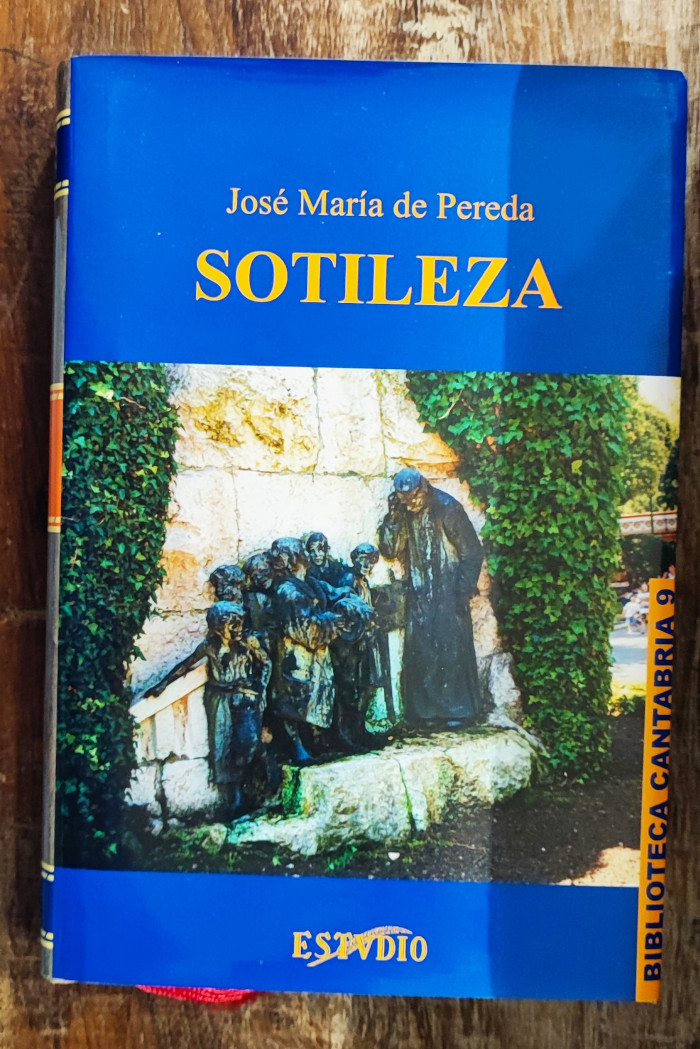 José María de Pereda
SOTILEZA
BIBLIOTECA CANTABRIA 9
ESTVDIO